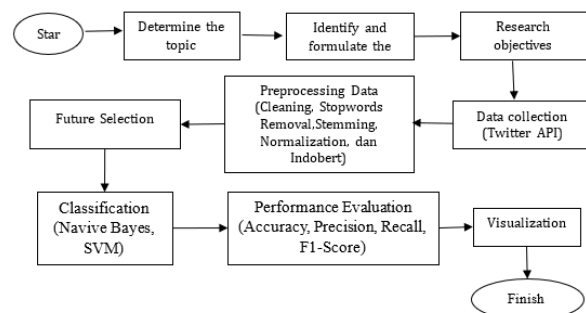 Star
Determine the
topic
Identify and
formulate the
Research
objectives
Data collection
(Twitter API)
Preprocessing Data
(Cleaning, Stopwords
Removal,Stemming,
Normalization, dan
Indobert)
Future Selection
Classification
(Navive Bayes,
SVM)
Performance Evaluation
(Accuracy, Precision, Recall,
F1-Score)
Visualization
Finish